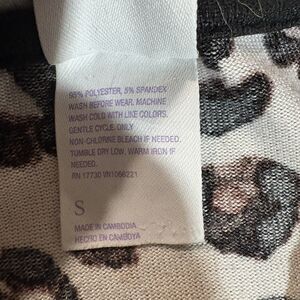 95% POLYESTER, 5% SPANDEX
WASH BEFORE WEAR. MACHINE
WASH COLD WITH LIKE COLORS.
GENTLE CYCLE. ONLY
NON-CHLORINE BLEACH IF NEEDED.
TUMBLE DRY LOW. WARM IRON IF
NEEDED.
RN 17730 VN1056221
S
MADE IN CAMBODIA
HECHO EN CAMBOYA